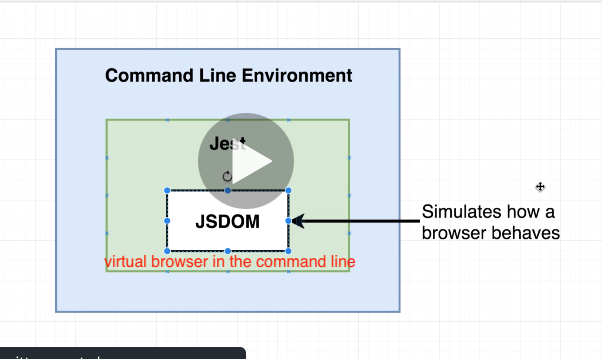 Command Line Environment
Jest
JSDOM
Simulates how a
browser behaves
virtual browser in the command line